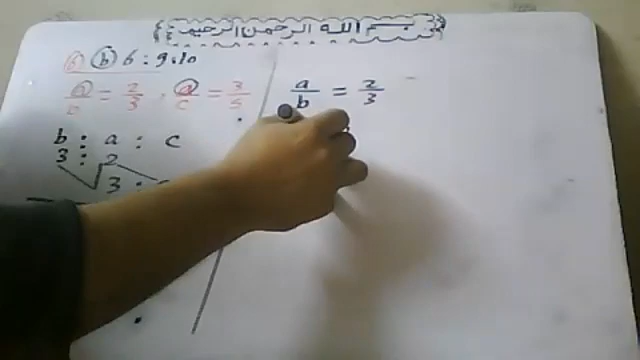 بسم الله الرحمن الرحيم
b 6 : 9 : 10
a/b = 2/3 , a/c = 3/5
b : a : c
3 : 2
3 :
a/b = 2/3